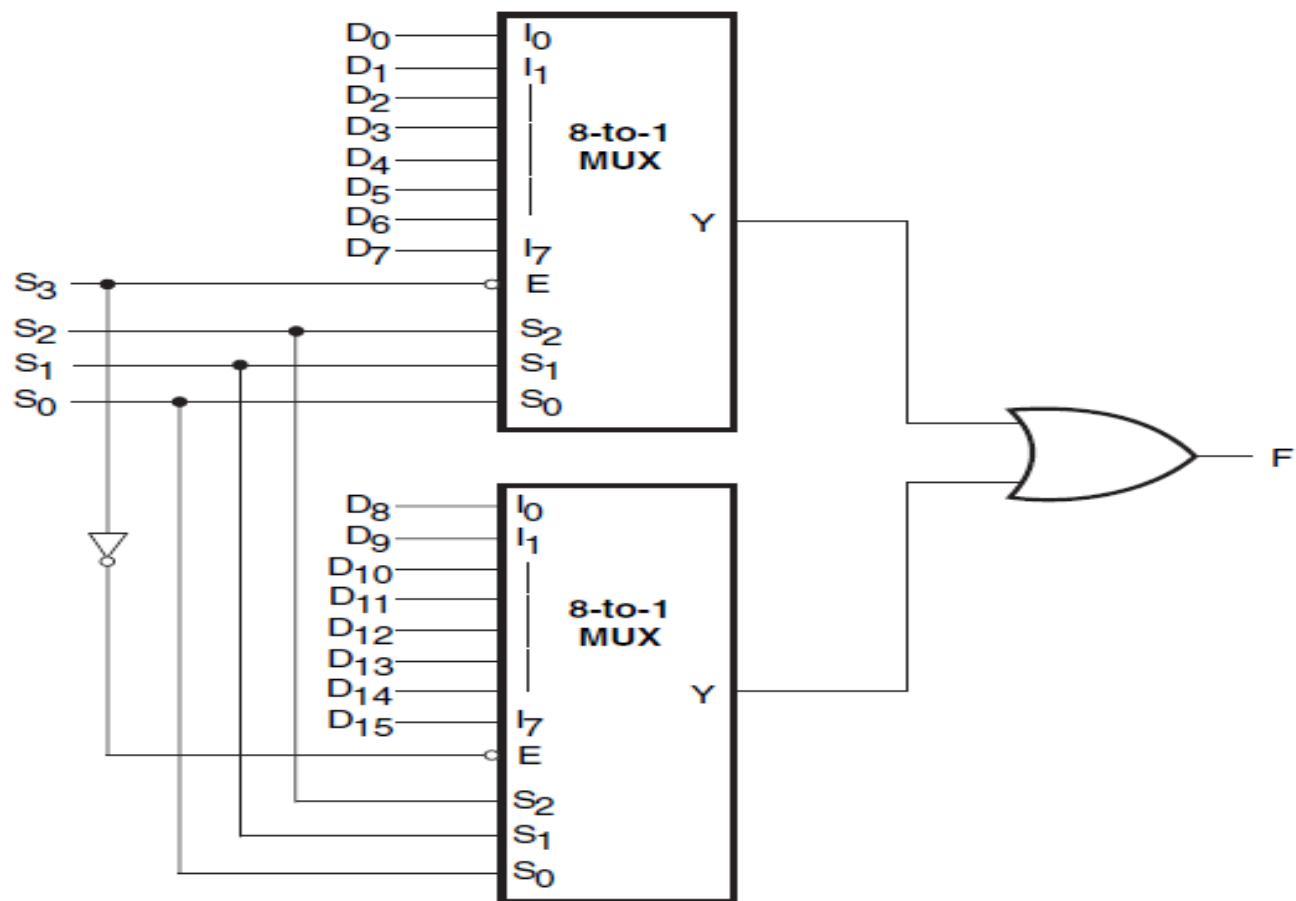 D0 I0
D1 I1
D2
D3 8-to-1
D4 MUX
D5
D6 Y
D7 I7
S3 E
S2 S2
S1 S1
S0 S0
F
D8 I0
D9 I1
D10
D11 8-to-1
D12 MUX
D13
D14 Y
D15 I7
E
S2
S1
S0